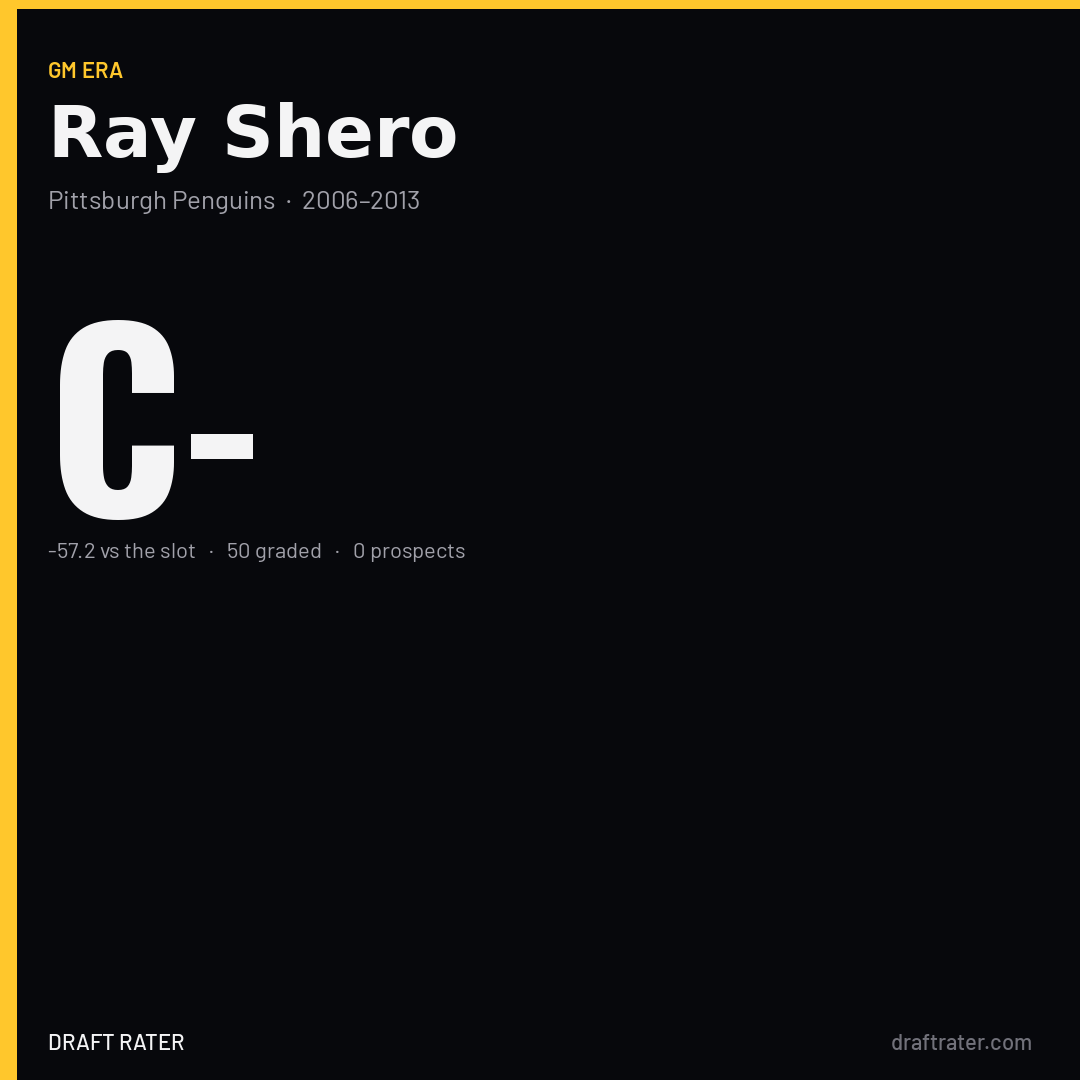 GM ERA
Ray Shero
Pittsburgh Penguins · 2006–2013
C-
-57.2 vs the slot · 50 graded · 0 prospects
DRAFT RATER
draftrater.com